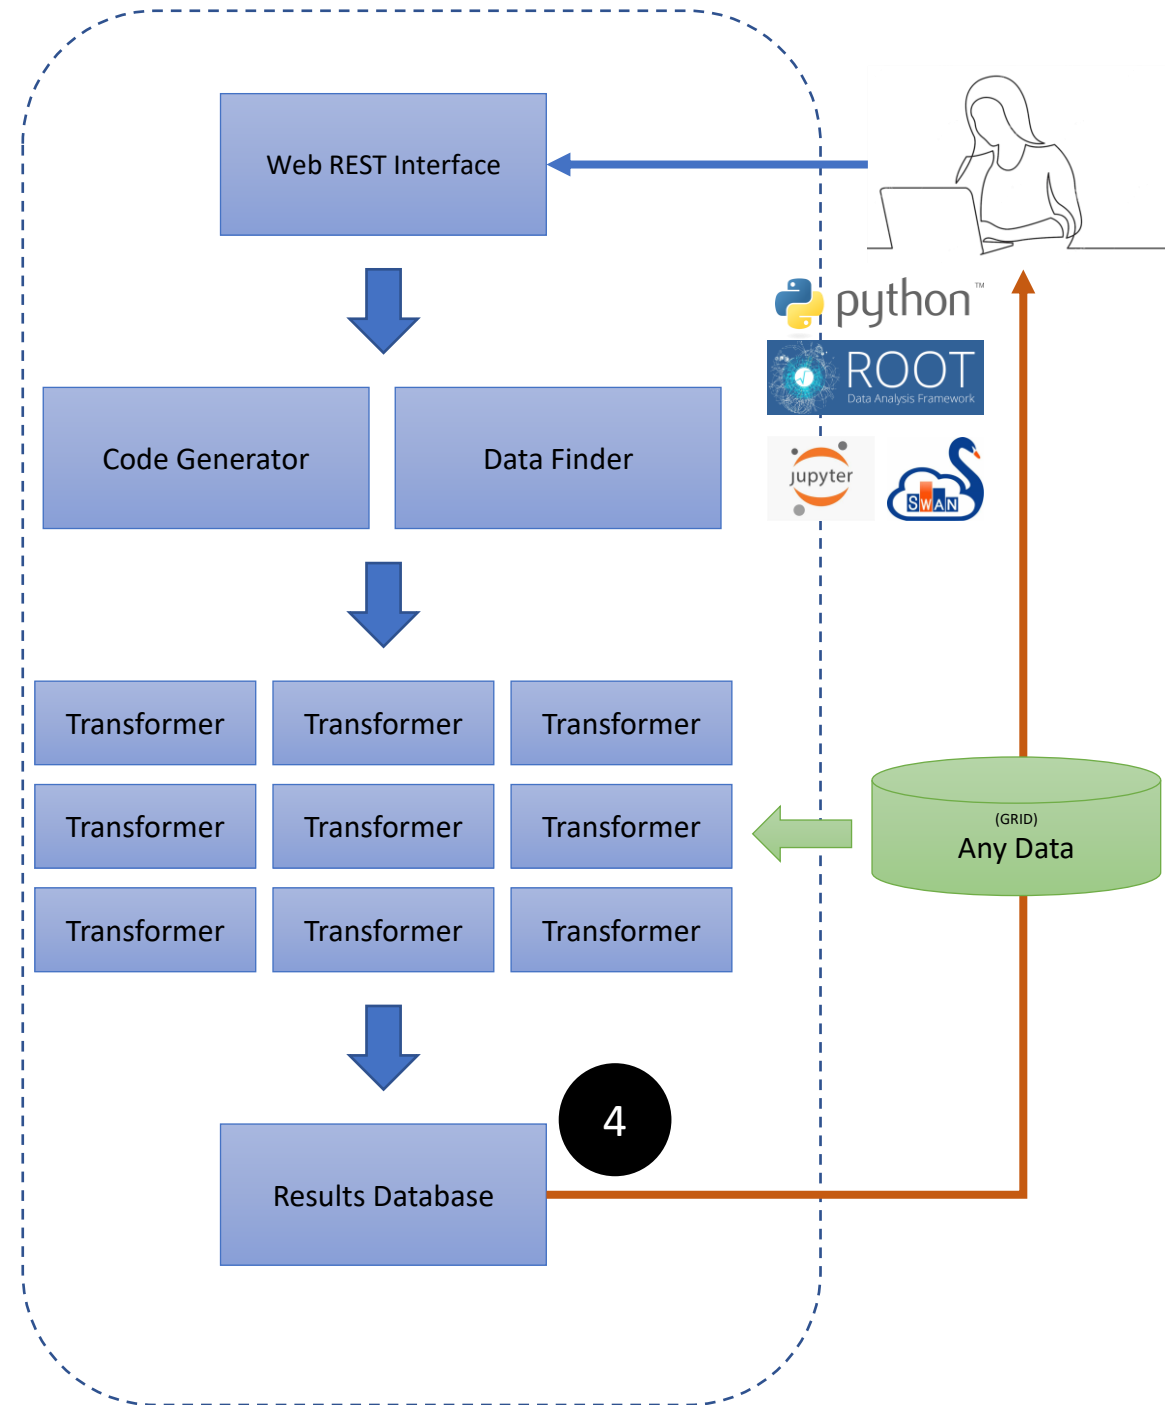 Web REST Interface
python™
ROOT
Data Analysis Framework
Code Generator
Data Finder
jupyter
SWAN
Transformer
Transformer
Transformer
Transformer
Transformer
Transformer
(GRID)
Any Data
Transformer
Transformer
Transformer
4
Results Database